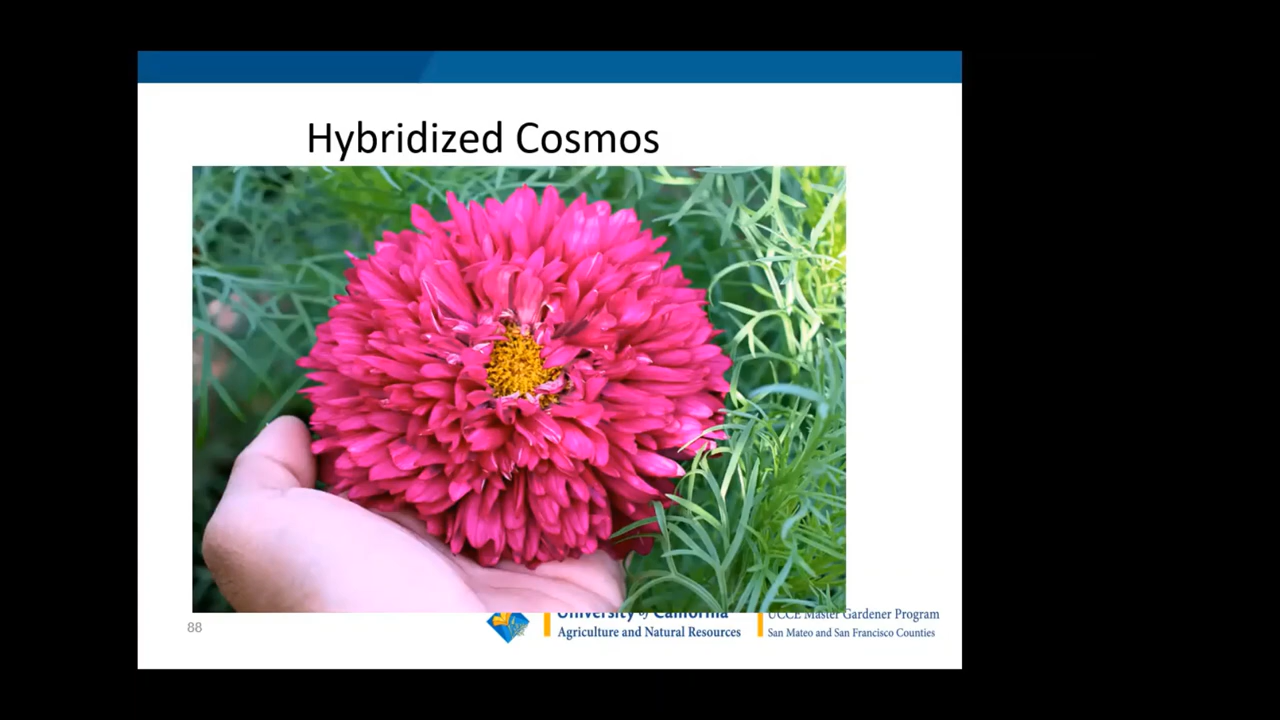 Hybridized Cosmos
University of California
Agriculture and Natural Resources
UCCE Master Gardener Program
San Mateo and San Francisco Counties
88